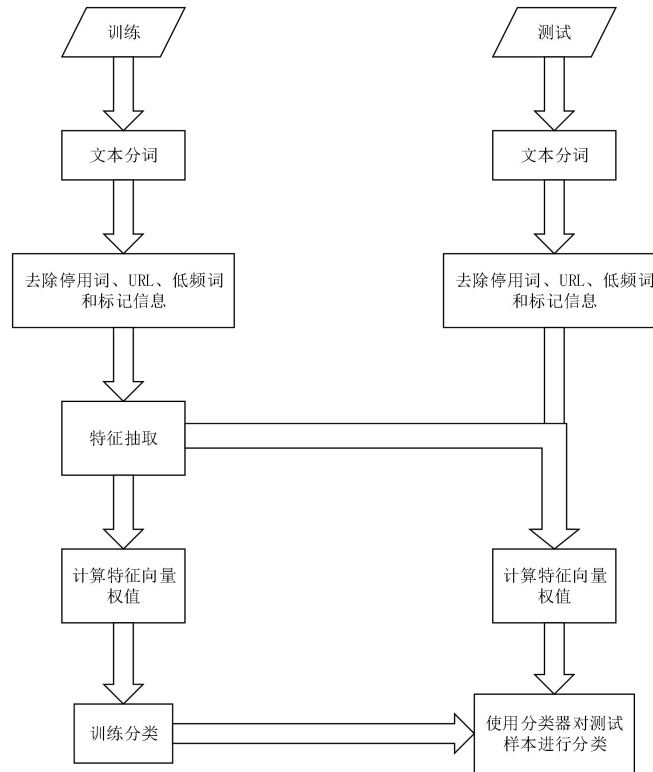 训练
测试
文本分词
文本分词
去除停用词、URL、低频词
和标记信息
去除停用词、URL、低频词
和标记信息
特征抽取
计算特征向量
权值
计算特征向量
权值
训练分类
使用分类器对测试
样本进行分类